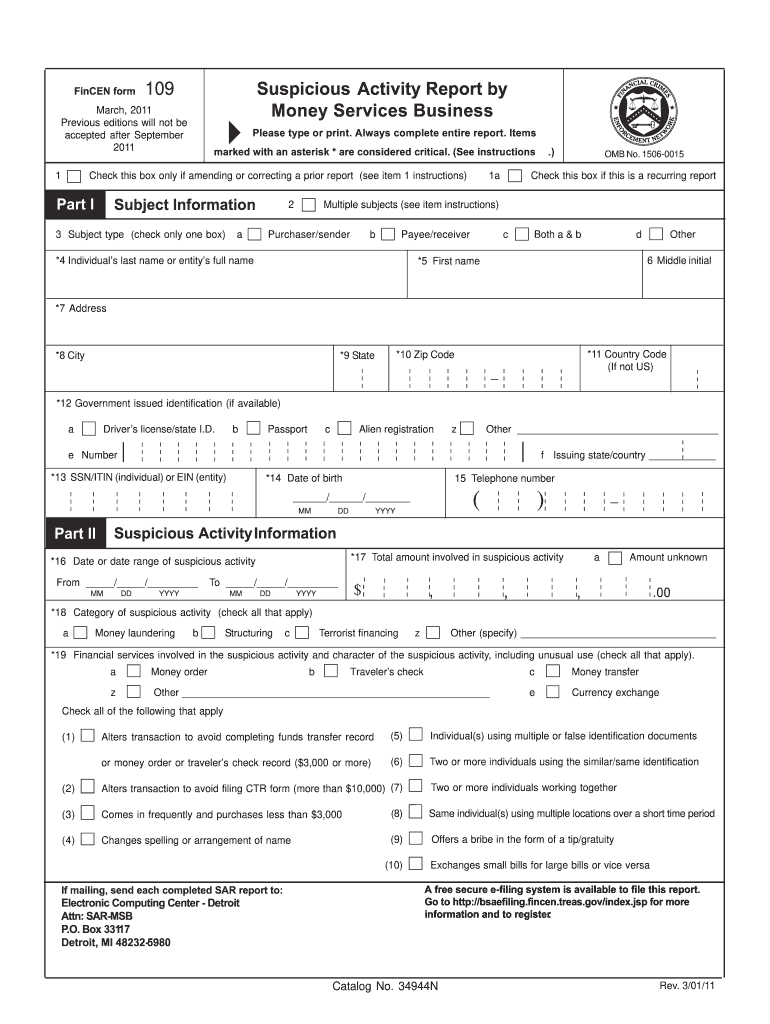 FinCEN form 109
March, 2011
Previous editions will not be
accepted after September
2011
Suspicious Activity Report by
Money Services Business
Please type or print. Always complete entire report. Items
marked with an asterisk * are considered critical. (See instructions .)
FINANCIAL CRIMES
ENFORCEMENT NETWORK
OMB No. 1506-0015
1 Check this box only if amending or correcting a prior report (see item 1 instructions) 1a Check this box if this is a recurring report
Part I Subject Information 2 Multiple subjects (see item instructions)
3 Subject type (check only one box) a Purchaser/sender b Payee/receiver c Both a & b d Other
*4 Individual's last name or entity's full name *5 First name 6 Middle initial
*7 Address
*8 City *9 State *10 Zip Code *11 Country Code
(If not US)
–
*12 Government issued identification (if available)
a Driver's license/state I.D. b Passport c Alien registration z Other ____________________
e Number f Issuing state/country ____________
*13 SSN/ITIN (individual) or EIN (entity) *14 Date of birth 15 Telephone number
______/______/________ ( ) –
MM DD YYYY
Part II Suspicious Activity Information
*16 Date or date range of suspicious activity *17 Total amount involved in suspicious activity a Amount unknown
From _____/_____/_________ To _____/_____/_________ $ , , , .00
MM DD YYYY MM DD YYYY
*18 Category of suspicious activity (check all that apply)
a Money laundering b Structuring c Terrorist financing z Other (specify) ____________________
*19 Financial services involved in the suspicious activity and character of the suspicious activity, including unusual use (check all that apply).
a Money order b Traveler's check c Money transfer
z Other ____________________ e Currency exchange
Check all of the following that apply
(1) Alters transaction to avoid completing funds transfer record
or money order or traveler's check record ($3,000 or more)
(2) Alters transaction to avoid filing CTR form (more than $10,000)
(3) Comes in frequently and purchases less than $3,000
(4) Changes spelling or arrangement of name
(5) Individual(s) using multiple or false identification documents
(6) Two or more individuals using the similar/same identification
(7) Two or more individuals working together
(8) Same individual(s) using multiple locations over a short time period
(9) Offers a bribe in the form of a tip/gratuity
(10) Exchanges small bills for large bills or vice versa
If mailing, send each completed SAR report to:
Electronic Computing Center - Detroit
Attn: SAR-MSB
P.O. Box 33117
Detroit, MI 48232-5980
A free secure e-filing system is available to file this report.
Go to http://bsaefiling.fincen.treas.gov/index.jsp for more
information and to register.
Catalog No. 34944N
Rev. 3/01/11